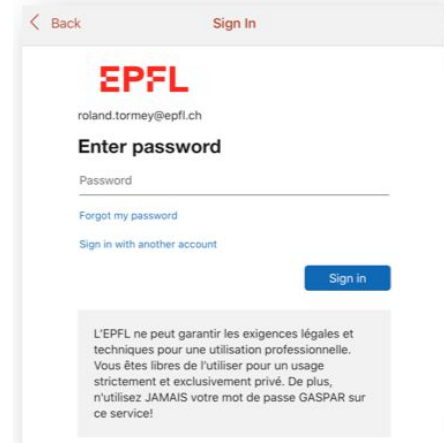 Back Sign In
EPFL
roland.tormey@epfl.ch
Enter password
Password
Forgot my password
Sign in with another account
Sign in
L'EPFL ne peut garantir les exigences légales et
techniques pour une utilisation professionnelle.
Vous êtes libres de l'utiliser pour un usage
strictement et exclusivement privé. De plus,
n'utilisez JAMAIS votre mot de passe GASPAR sur
ce service!